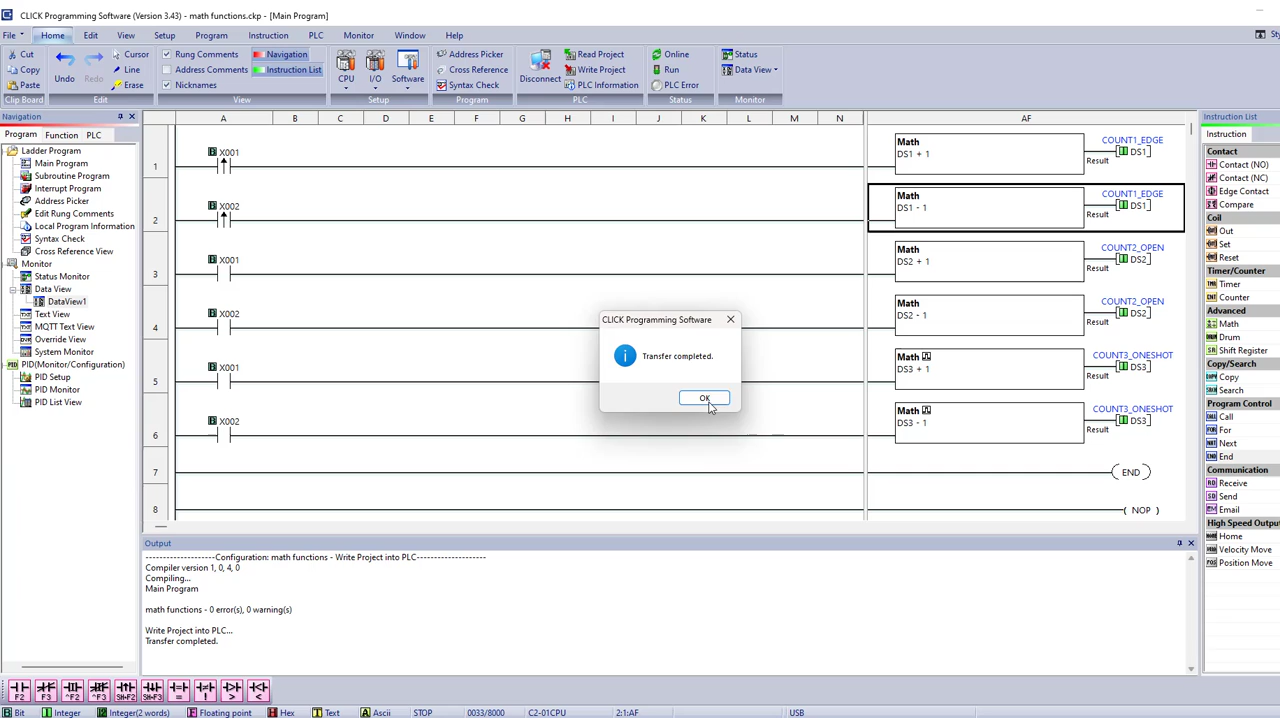 CLICK Programming Software (Version 3.43) - math functions.ckp - [Main Program]
File Home Edit View Setup Program Instruction PLC Monitor Window Help
Cut
Copy
Paste
Clip Board
Undo Redo
Cursor
Line
Erase
Edit
Rung Comments
Address Comments
Nicknames
Navigation
Instruction List
View
CPU I/O Software
Setup
Address Picker
Cross Reference
Syntax Check
Program
Disconnect
Read Project
Write Project
PLC Information
PLC
Online
Run
PLC Error
Status
Status
Data View
Monitor
Navigation
Program Function PLC
Ladder Program
Main Program
Subroutine Program
Interrupt Program
Address Picker
Edit Rung Comments
Local Program Information
Syntax Check
Cross Reference View
Monitor
Status Monitor
Data View
DataView1
Text View
MQTT Text View
Override View
System Monitor
PID(Monitor/Configuration)
PID Setup
PID Monitor
PID List View
A B C D E F G H I J K L M N AF
1 X001 Math DS1 + 1 COUNT1_EDGE Result DS1
2 X002 Math DS1 - 1 COUNT1_EDGE Result DS1
3 X001 Math DS2 + 1 COUNT2_OPEN Result DS2
4 X002 Math DS2 - 1 COUNT2_OPEN Result DS2
5 X001 Math DS3 + 1 COUNT3_ONESHOT Result DS3
6 X002 Math DS3 - 1 COUNT3_ONESHOT Result DS3
7 END
8 NOP
CLICK Programming Software
Transfer completed.
OK
Output
--------------------Configuration: math functions - Write Project into PLC--------------------
Compiler version 1, 0, 4, 0
Compiling...
Main Program
math functions - 0 error(s), 0 warning(s)
Write Project into PLC...
Transfer completed.
Instruction List
Instruction
Contact
Contact (NO)
Contact (NC)
Edge Contact
Compare
Coil
Out
Set
Reset
Timer/Counter
Timer
Counter
Advanced
Math
Drum
Shift Register
Copy/Search
Copy
Search
Program Control
Call
For
Next
End
Communication
Receive
Send
Email
High Speed Outpu
Home
Velocity Move
Position Move
F2 F3 ^F2 ^F3 SH+F2 SH+F3 = ! > <
Bit Integer Integer(2 words) Floating point Hex Text Ascii STOP 0033/8000 C2-01CPU 2:1:AF USB